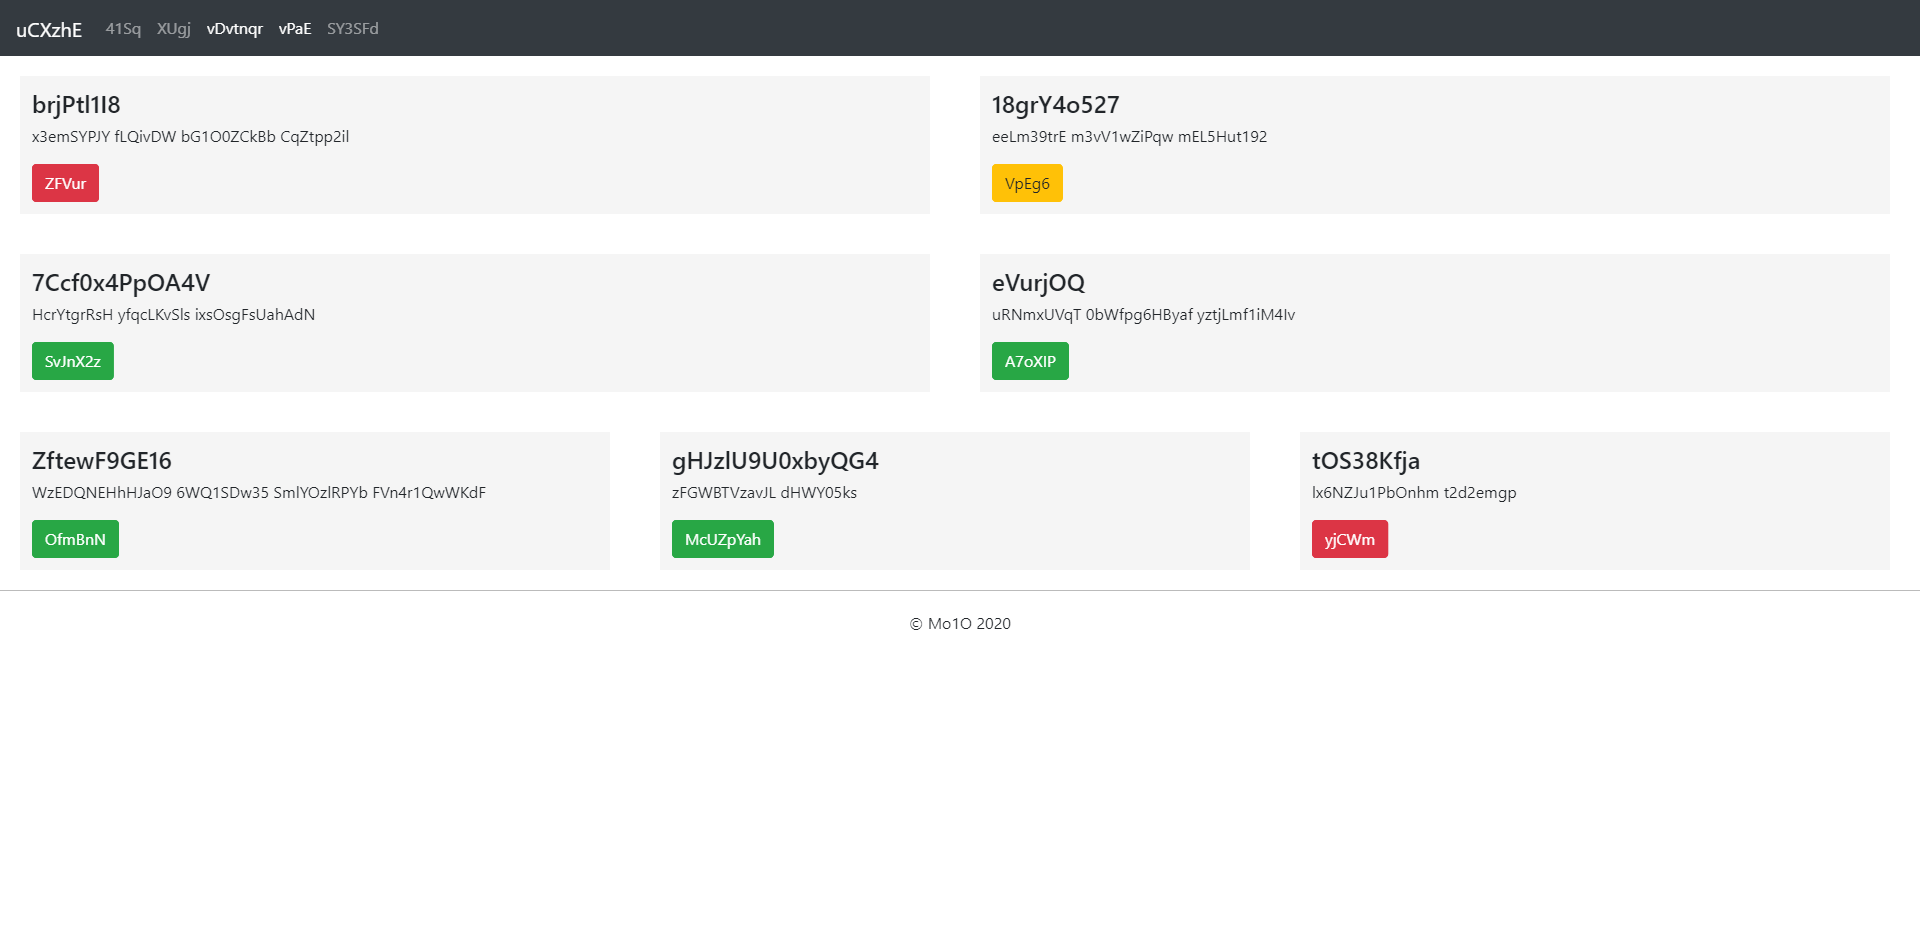 uCXzhE 41Sq XUgj vDvtnqr vPaE SY3SFd
brjPtl1I8
x3emSYPJY fLQivDW bG1O0ZCkBb CqZtpp2il
ZFVur
18grY4o527
eeLm39trE m3vV1wZiPqw mEL5Hut192
VpEg6
7Ccf0x4PpOA4V
HcrYtgrRsH yfqcLKvSls ixsOsgFsUahAdN
SvJnX2z
eVurjOQ
uRNmxUVqT 0bWfpg6HByaf yztjLmf1iM4Iv
A7oXIP
ZftewF9GE16
WzEDQNEHhHJaO9 6WQ1SDw35 SmlYOzlRPYb FVn4r1QwWKdF
OfmBnN
gHJzlU9U0xbyQG4
zFGWBTVzavJL dHWY05ks
McUZpYah
tOS38Kfja
lx6NZJu1PbOnhm t2d2emgp
yjCWm
© Mo1O 2020